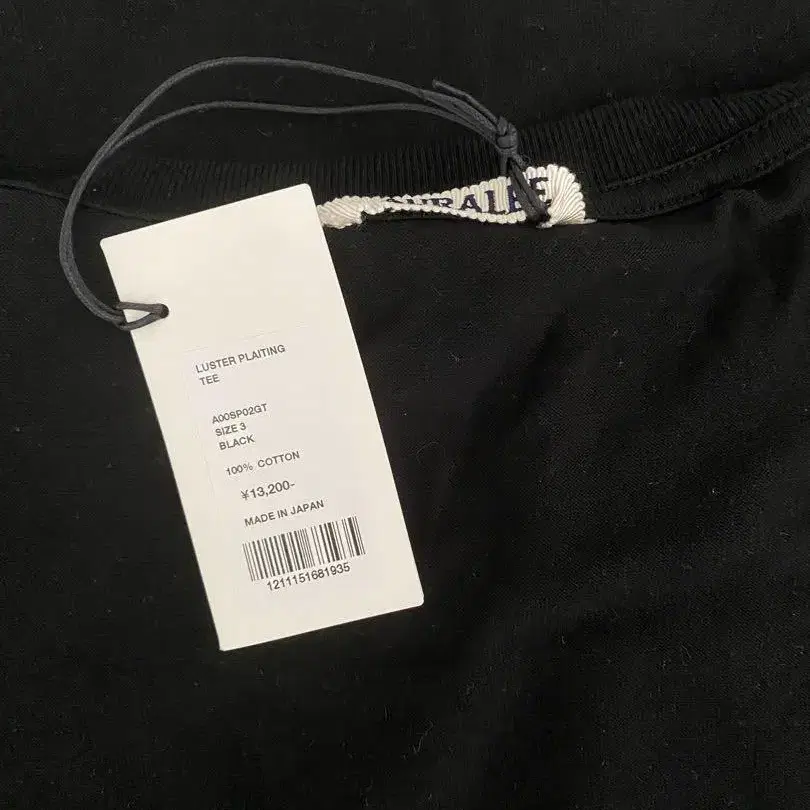 LUSTER PLAITING
TEE
A00SP02GT
SIZE 3
BLACK
100% COTTON
¥13,200-
MADE IN JAPAN
1211151681935